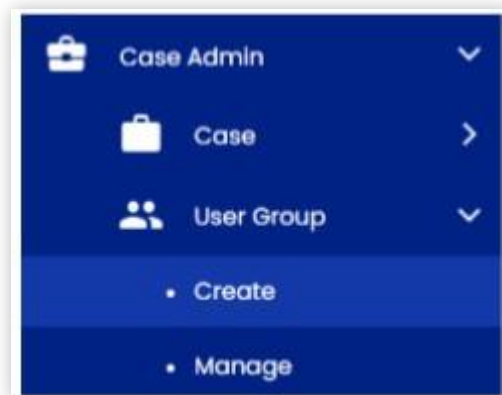 Case Admin
Case
User Group
Create
Manage